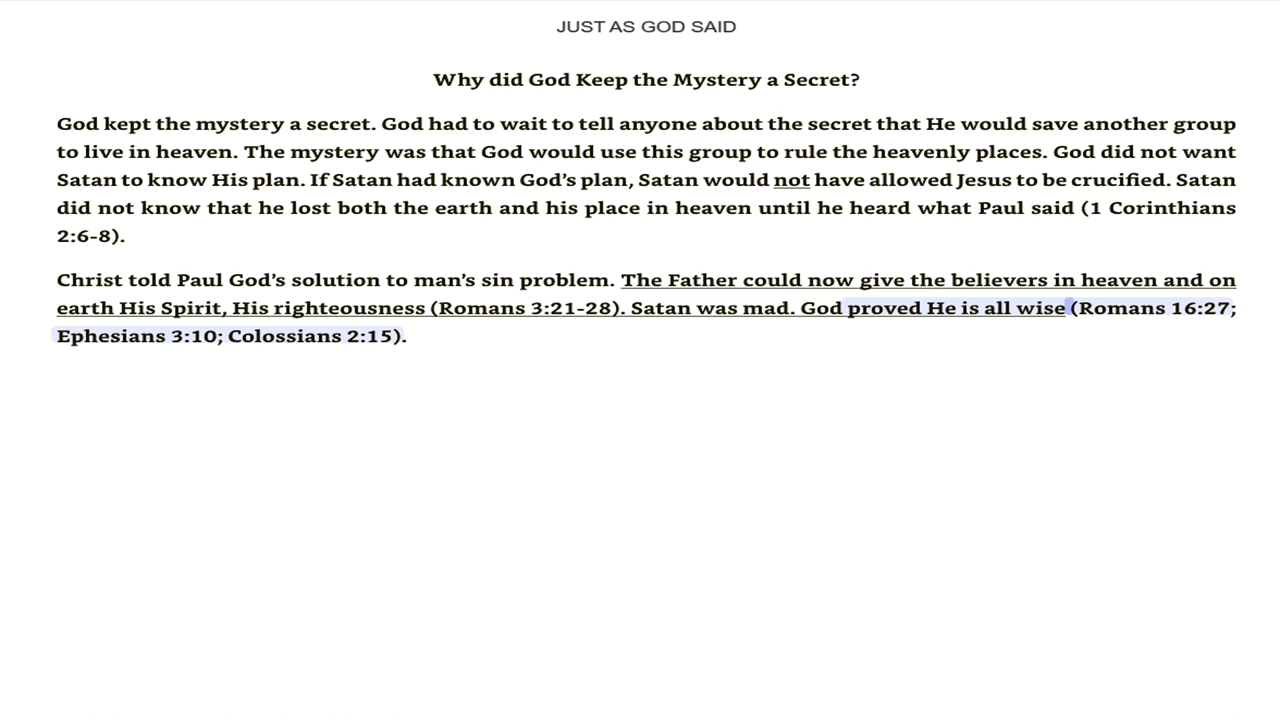 JUST AS GOD SAID
Why did God Keep the Mystery a Secret?
God kept the mystery a secret. God had to wait to tell anyone about the secret that He would save another group
to live in heaven. The mystery was that God would use this group to rule the heavenly places. God did not want
Satan to know His plan. If Satan had known God’s plan, Satan would not have allowed Jesus to be crucified. Satan
did not know that he lost both the earth and his place in heaven until he heard what Paul said (1 Corinthians
2:6-8).
Christ told Paul God’s solution to man’s sin problem. The Father could now give the believers in heaven and on
earth His Spirit, His righteousness (Romans 3:21-28). Satan was mad. God proved He is all wise (Romans 16:27;
Ephesians 3:10; Colossians 2:15).